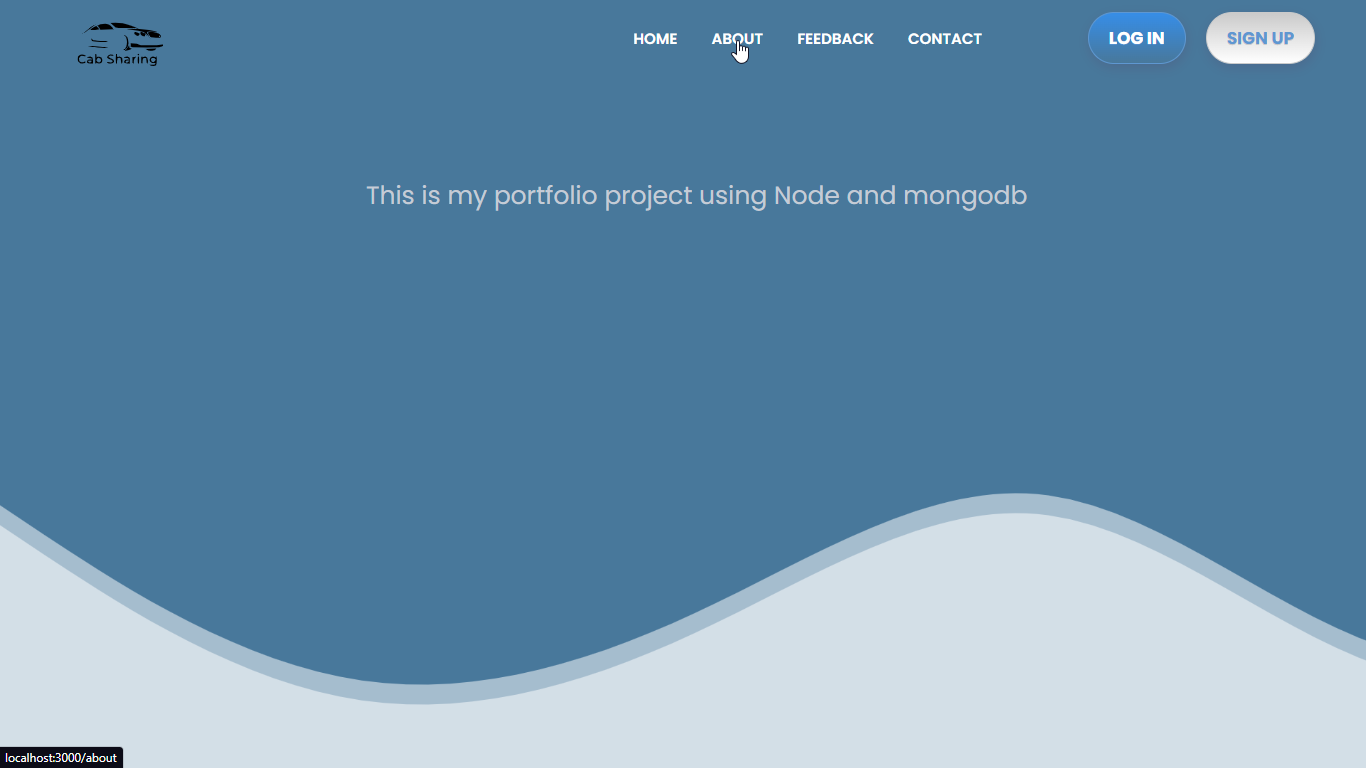 HOME ABOUT FEEDBACK CONTACT LOG IN SIGN UP
Cab Sharing
This is my portfolio project using Node and mongodb
localhost:3000/about